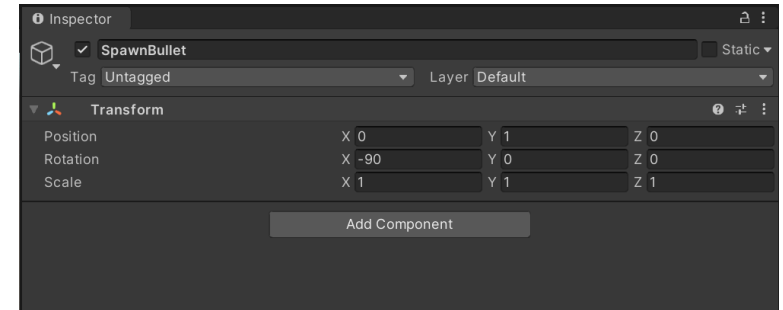 Inspector
SpawnBullet Static
Tag Untagged Layer Default
Transform
Position X 0 Y 1 Z 0
Rotation X -90 Y 0 Z 0
Scale X 1 Y 1 Z 1
Add Component